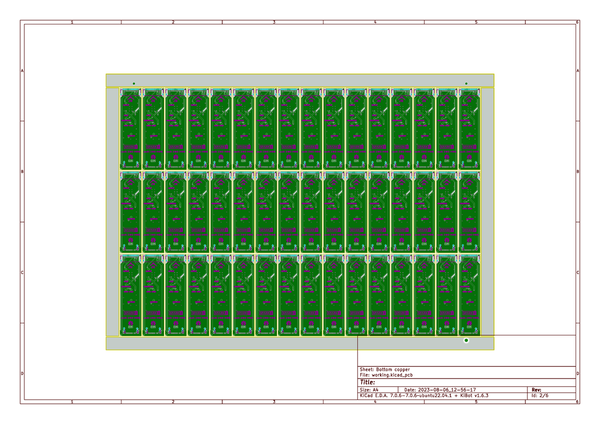 1 2 3 4 5 6
A A
B B
C C
Sheet: Bottom copper
File: working.kicad_pcb
D Title: D
Size: A4 Date: 2023-08-06_12-56-17 Rev:
KiCad E.D.A. 7.0.6-7.0.6~ubuntu22.04.1 + KiBot v1.6.3 Id: 2/6
1 2 3 4 5 6